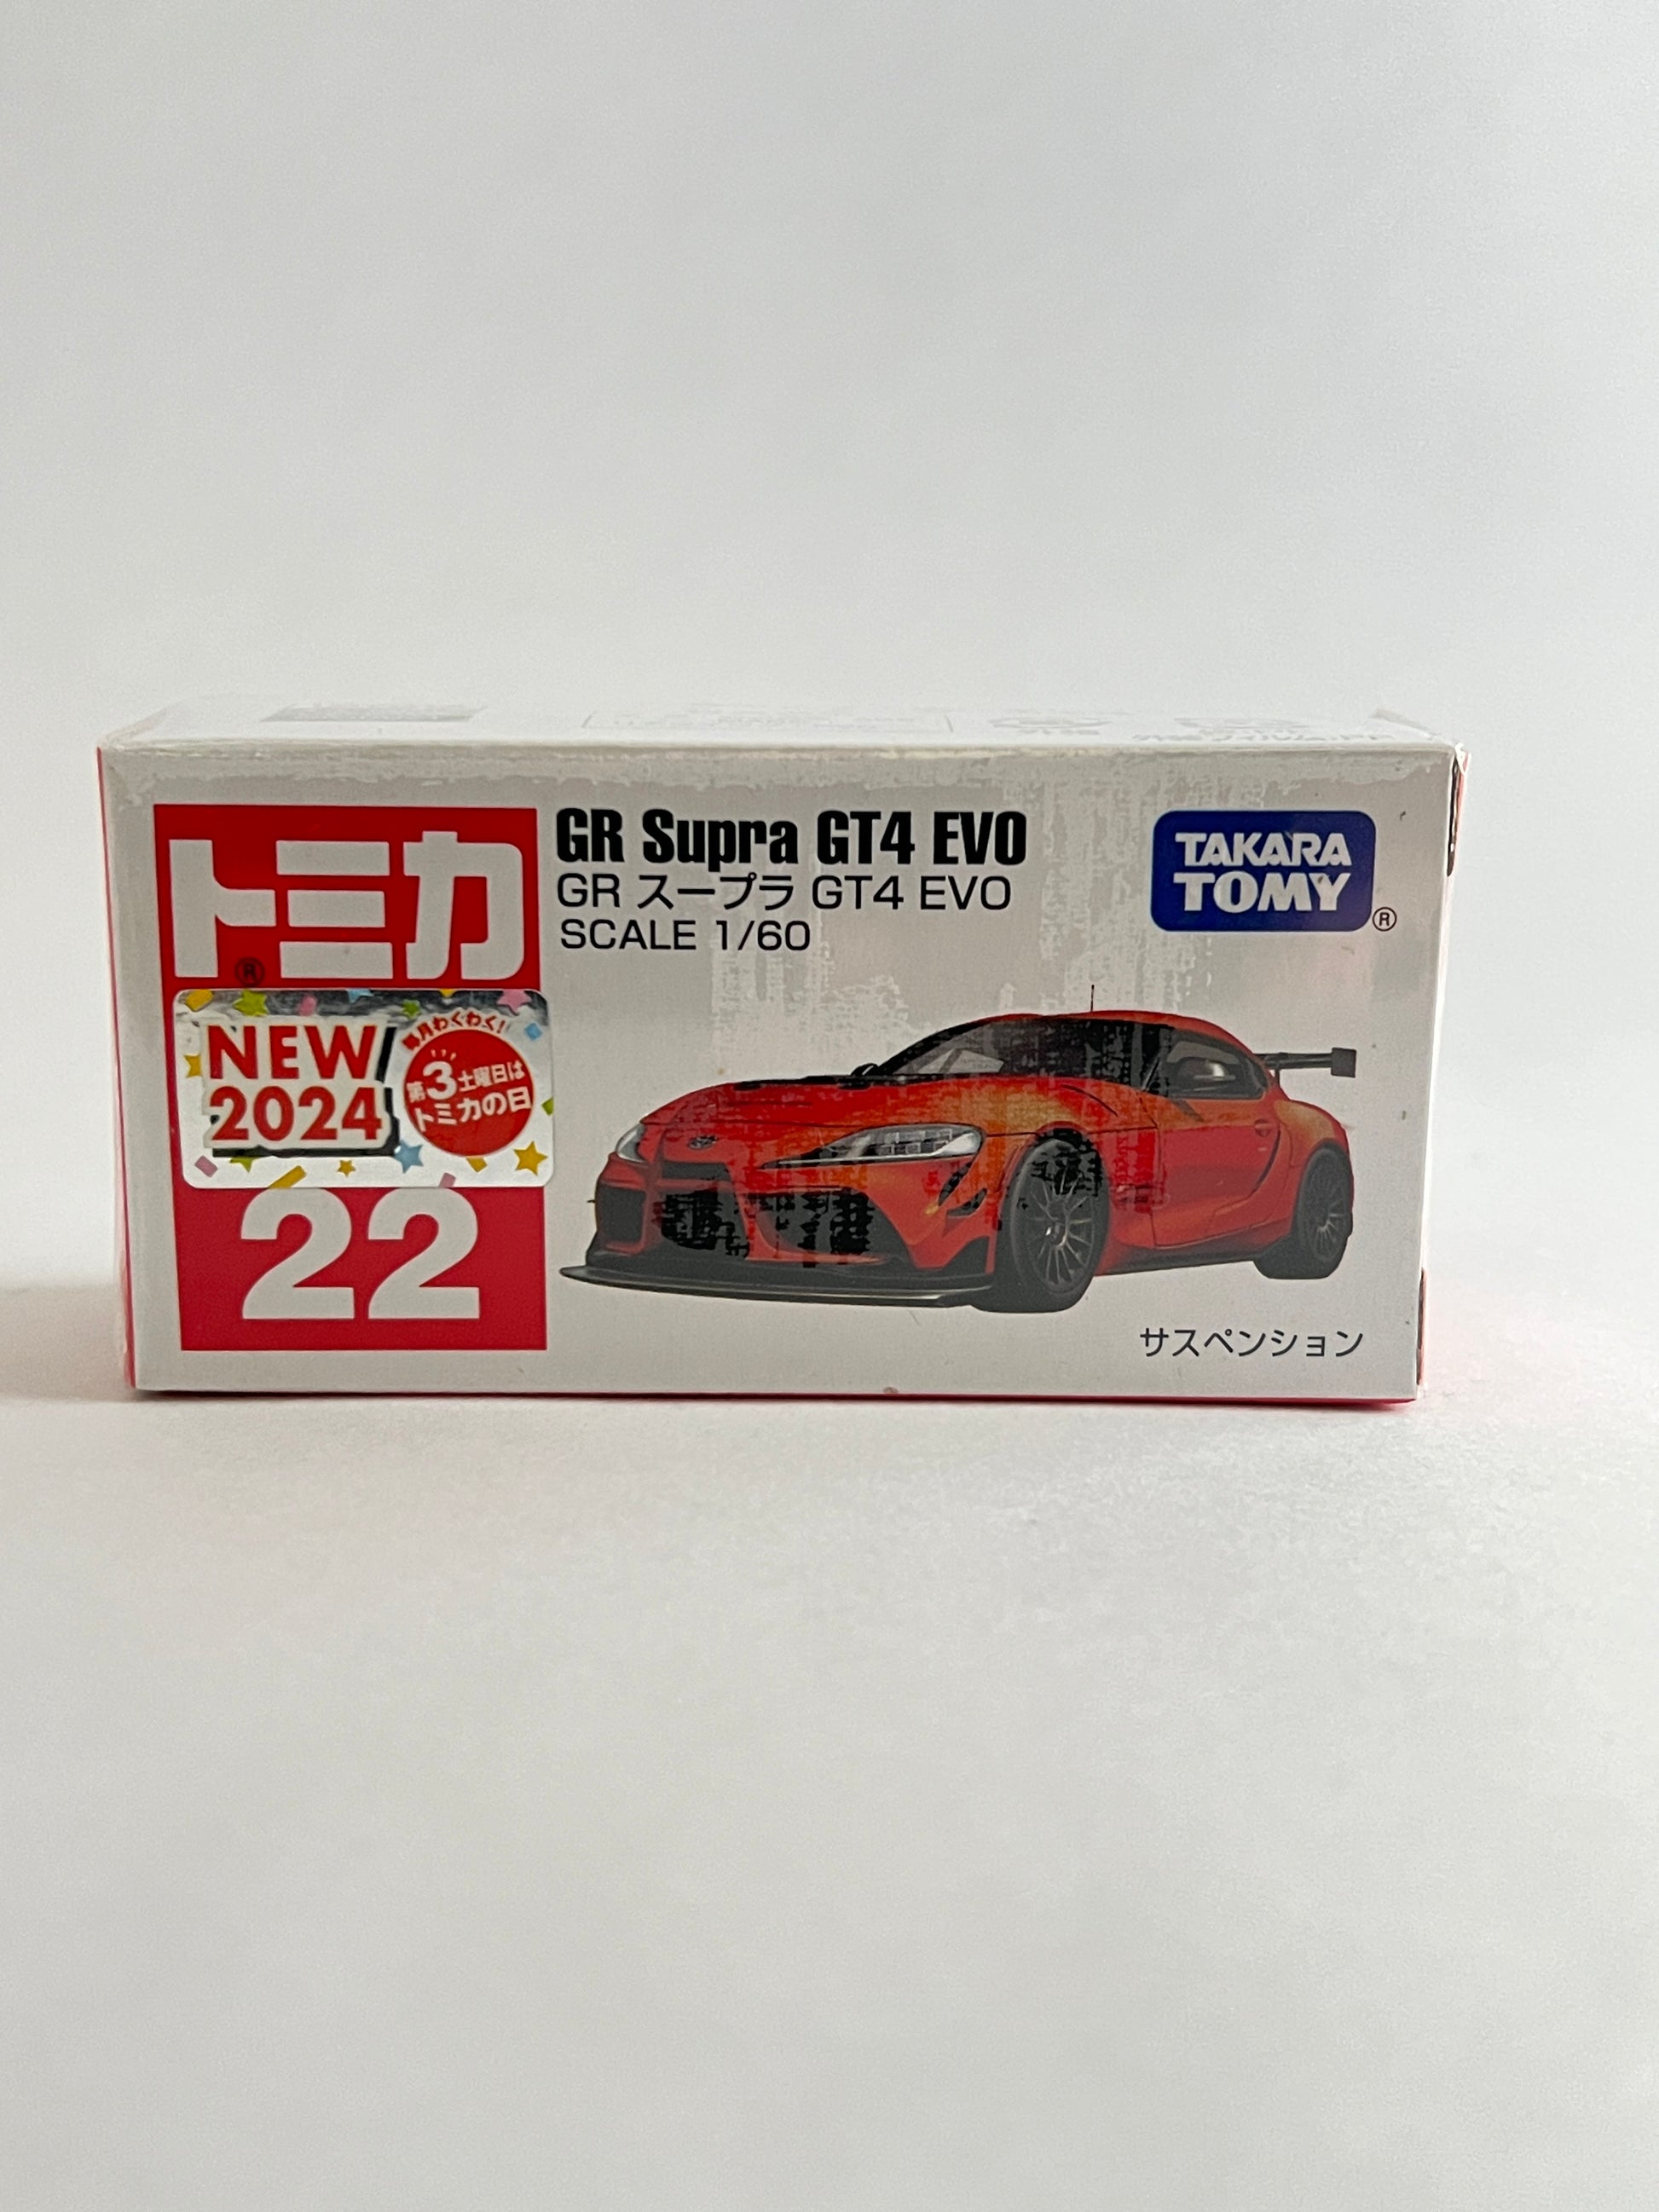 トミカ
®
GR Supra GT4 EVO
GR スープラ GT4 EVO
SCALE 1/60
TAKARA
TOMY
®
NEW
2024
毎月わくわく!
第3土曜日は
トミカの日
22
サスペンション